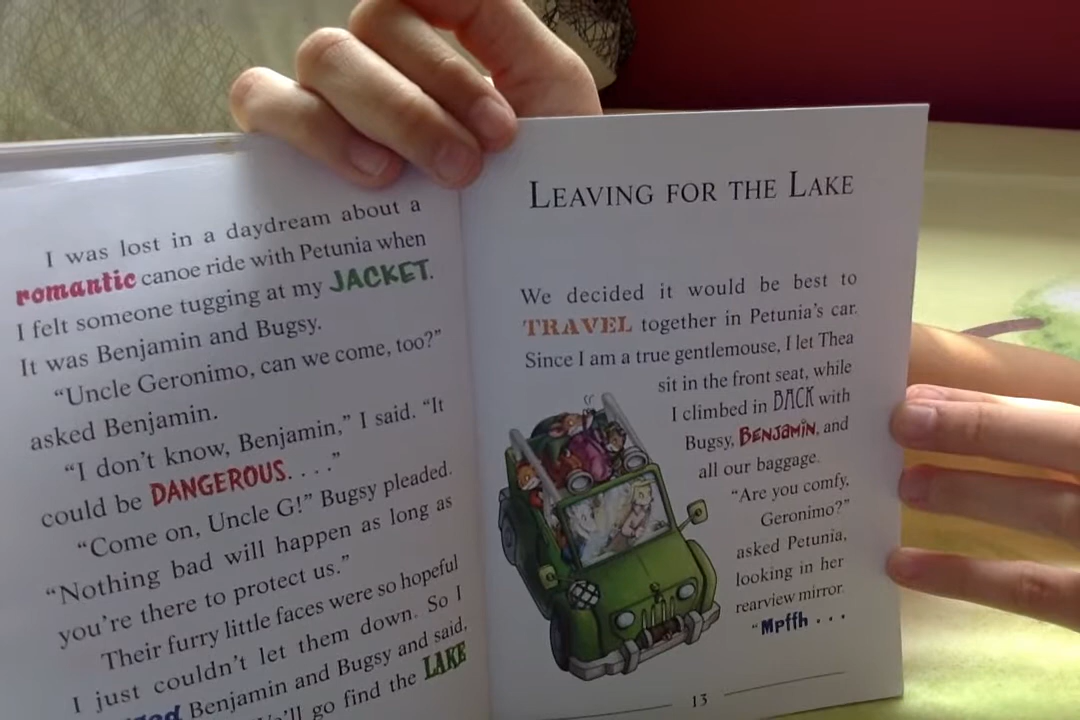 I was lost in a daydream about a
romantic canoe ride with Petunia when
I felt someone tugging at my JACKET.
It was Benjamin and Bugsy.
“Uncle Geronimo, can we come, too?”
asked Benjamin.
“I don’t know, Benjamin,” I said. “It
could be DANGEROUS. . . .”
“Come on, Uncle G!” Bugsy pleaded.
“Nothing bad will happen as long as
you’re there to protect us.”
Their furry little faces were so hopeful
I just couldn’t let them down. So I
Benjamin and Bugsy and said,
go find the LAKE
LEAVING FOR THE LAKE
We decided it would be best to
TRAVEL together in Petunia’s car.
Since I am a true gentlemouse, I let Thea
sit in the front seat, while
I climbed in BACK with
Bugsy, BENJAMIN, and
all our baggage.
“Are you comfy,
Geronimo?”
asked Petunia,
looking in her
rearview mirror.
“Mpffh . . .
13